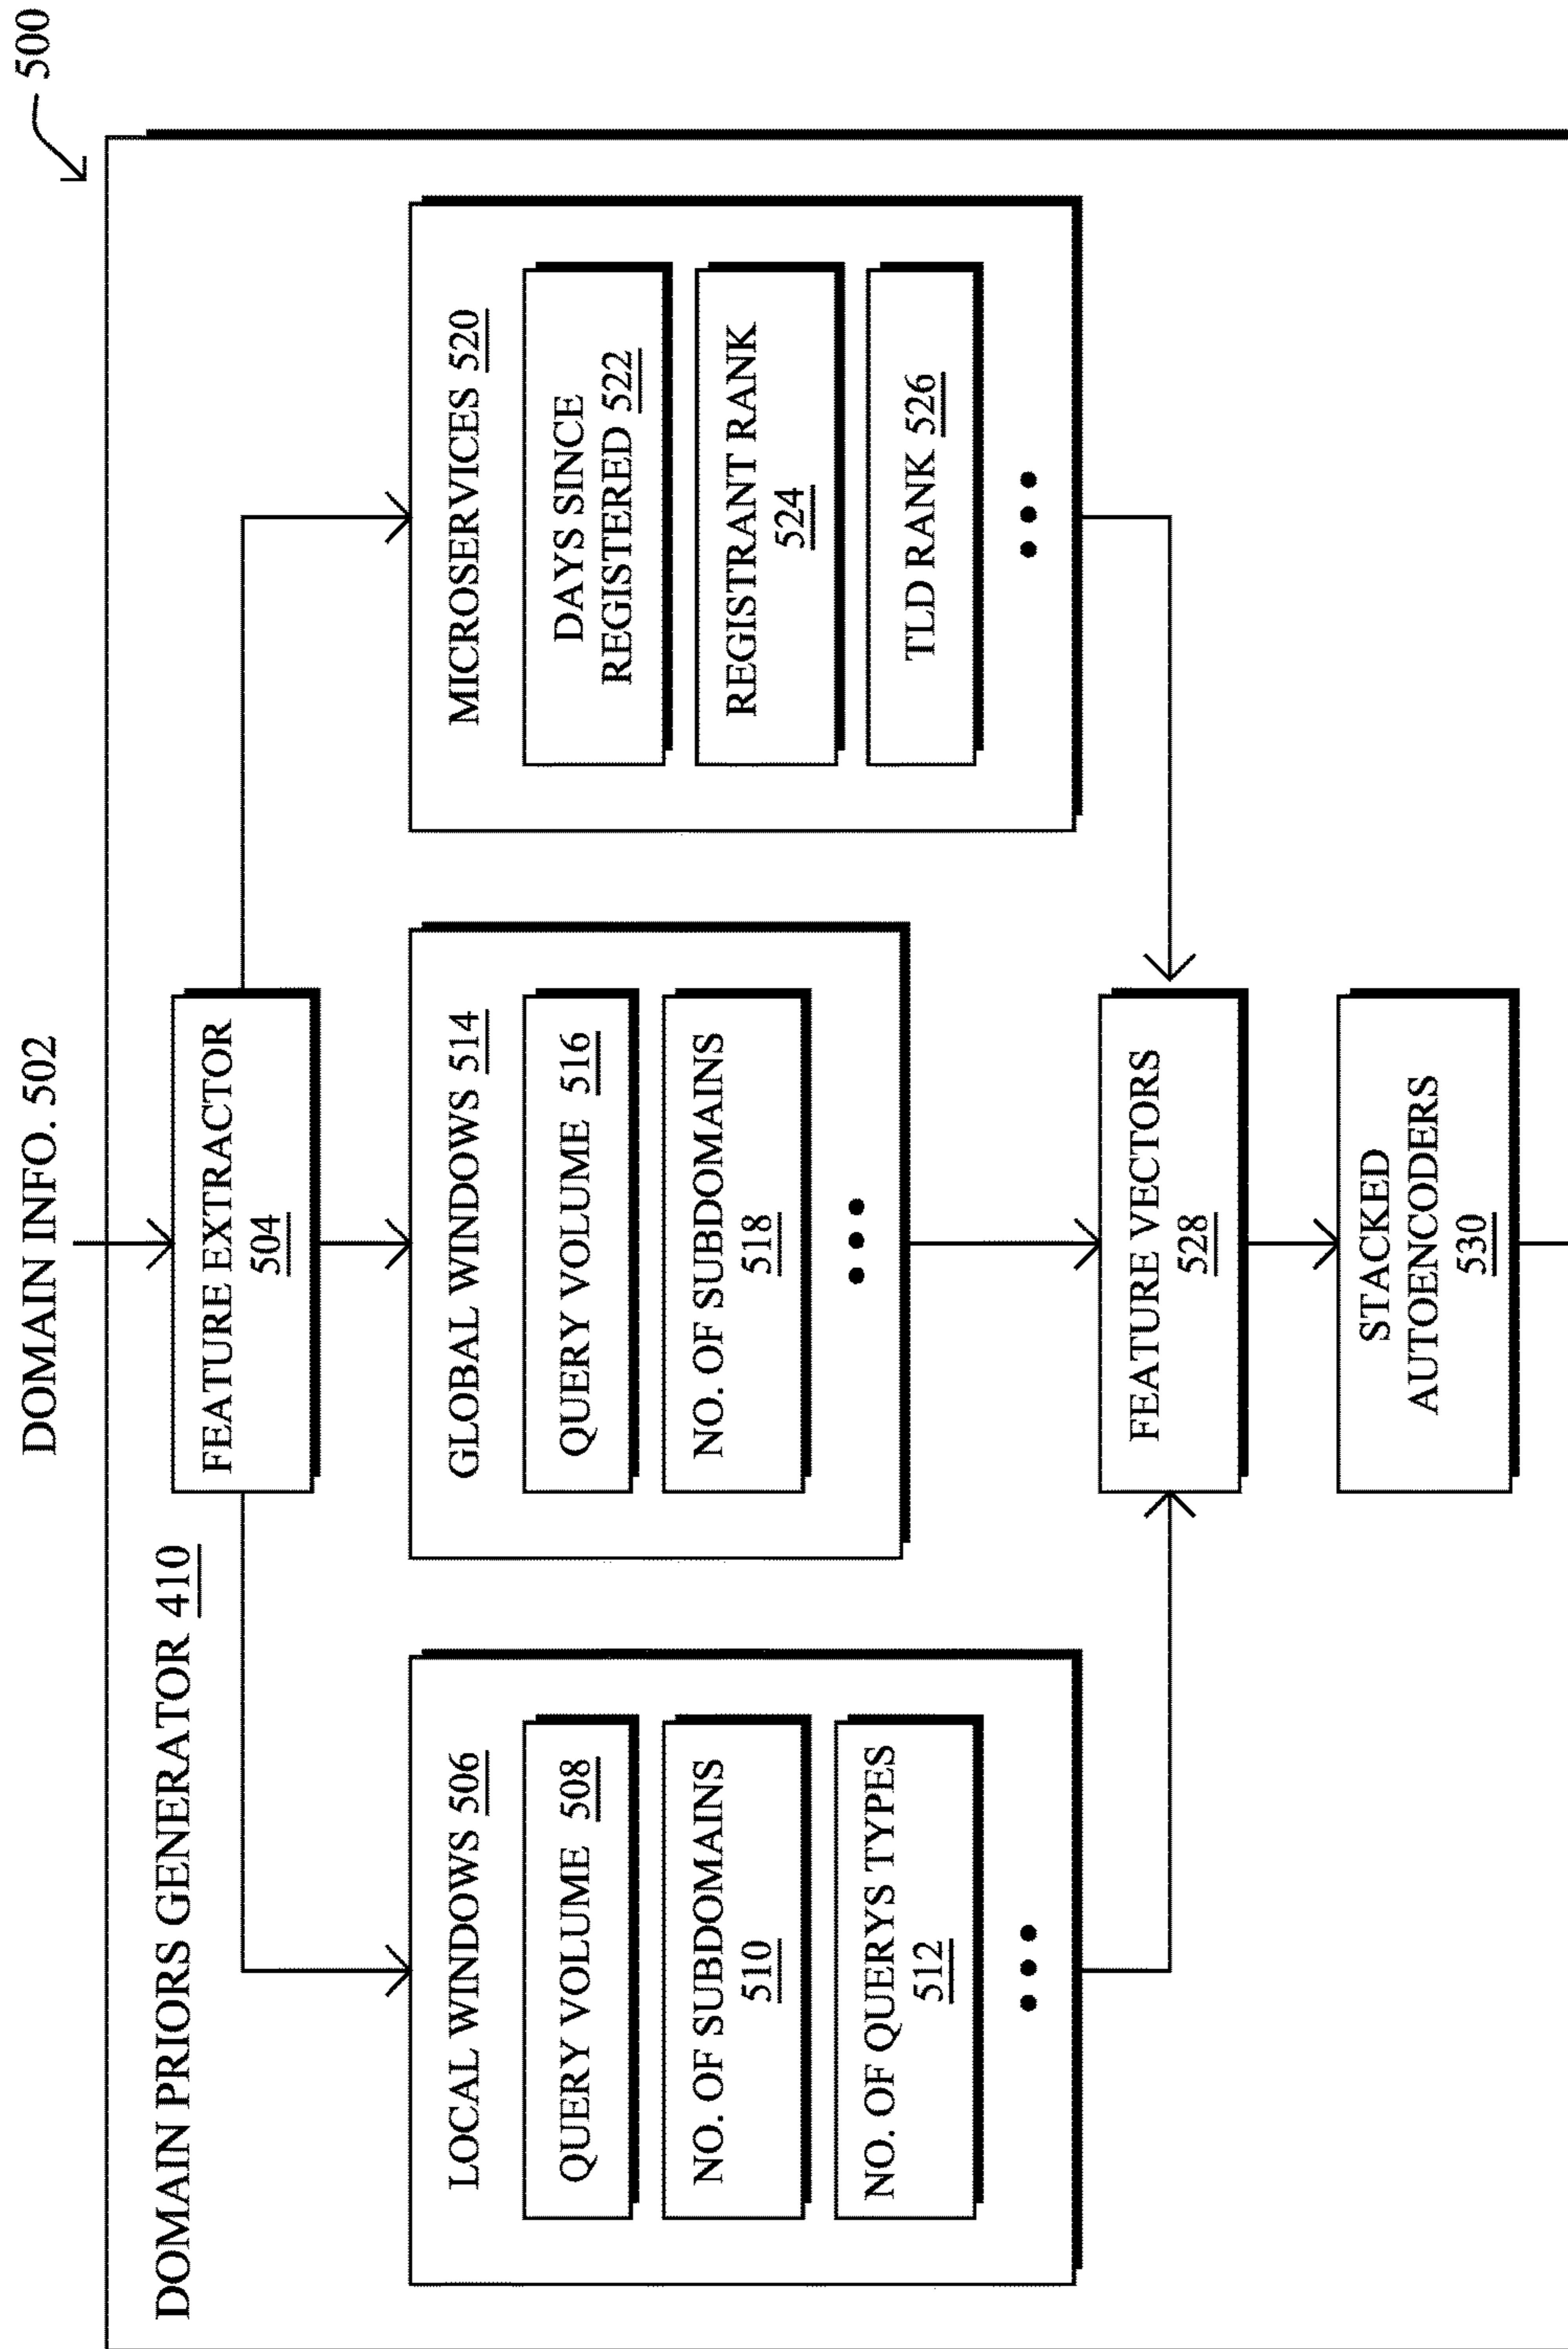 500
DOMAIN INFO. 502
DOMAIN PRIORS GENERATOR 410
FEATURE EXTRACTOR
504
LOCAL WINDOWS 506
QUERY VOLUME 508
NO. OF SUBDOMAINS
510
NO. OF QUERYS TYPES
512
GLOBAL WINDOWS 514
QUERY VOLUME 516
NO. OF SUBDOMAINS
518
MICROSERVICES 520
DAYS SINCE
REGISTERED 522
REGISTRANT RANK
524
TLD RANK 526
FEATURE VECTORS
528
STACKED
AUTOENCODERS
530